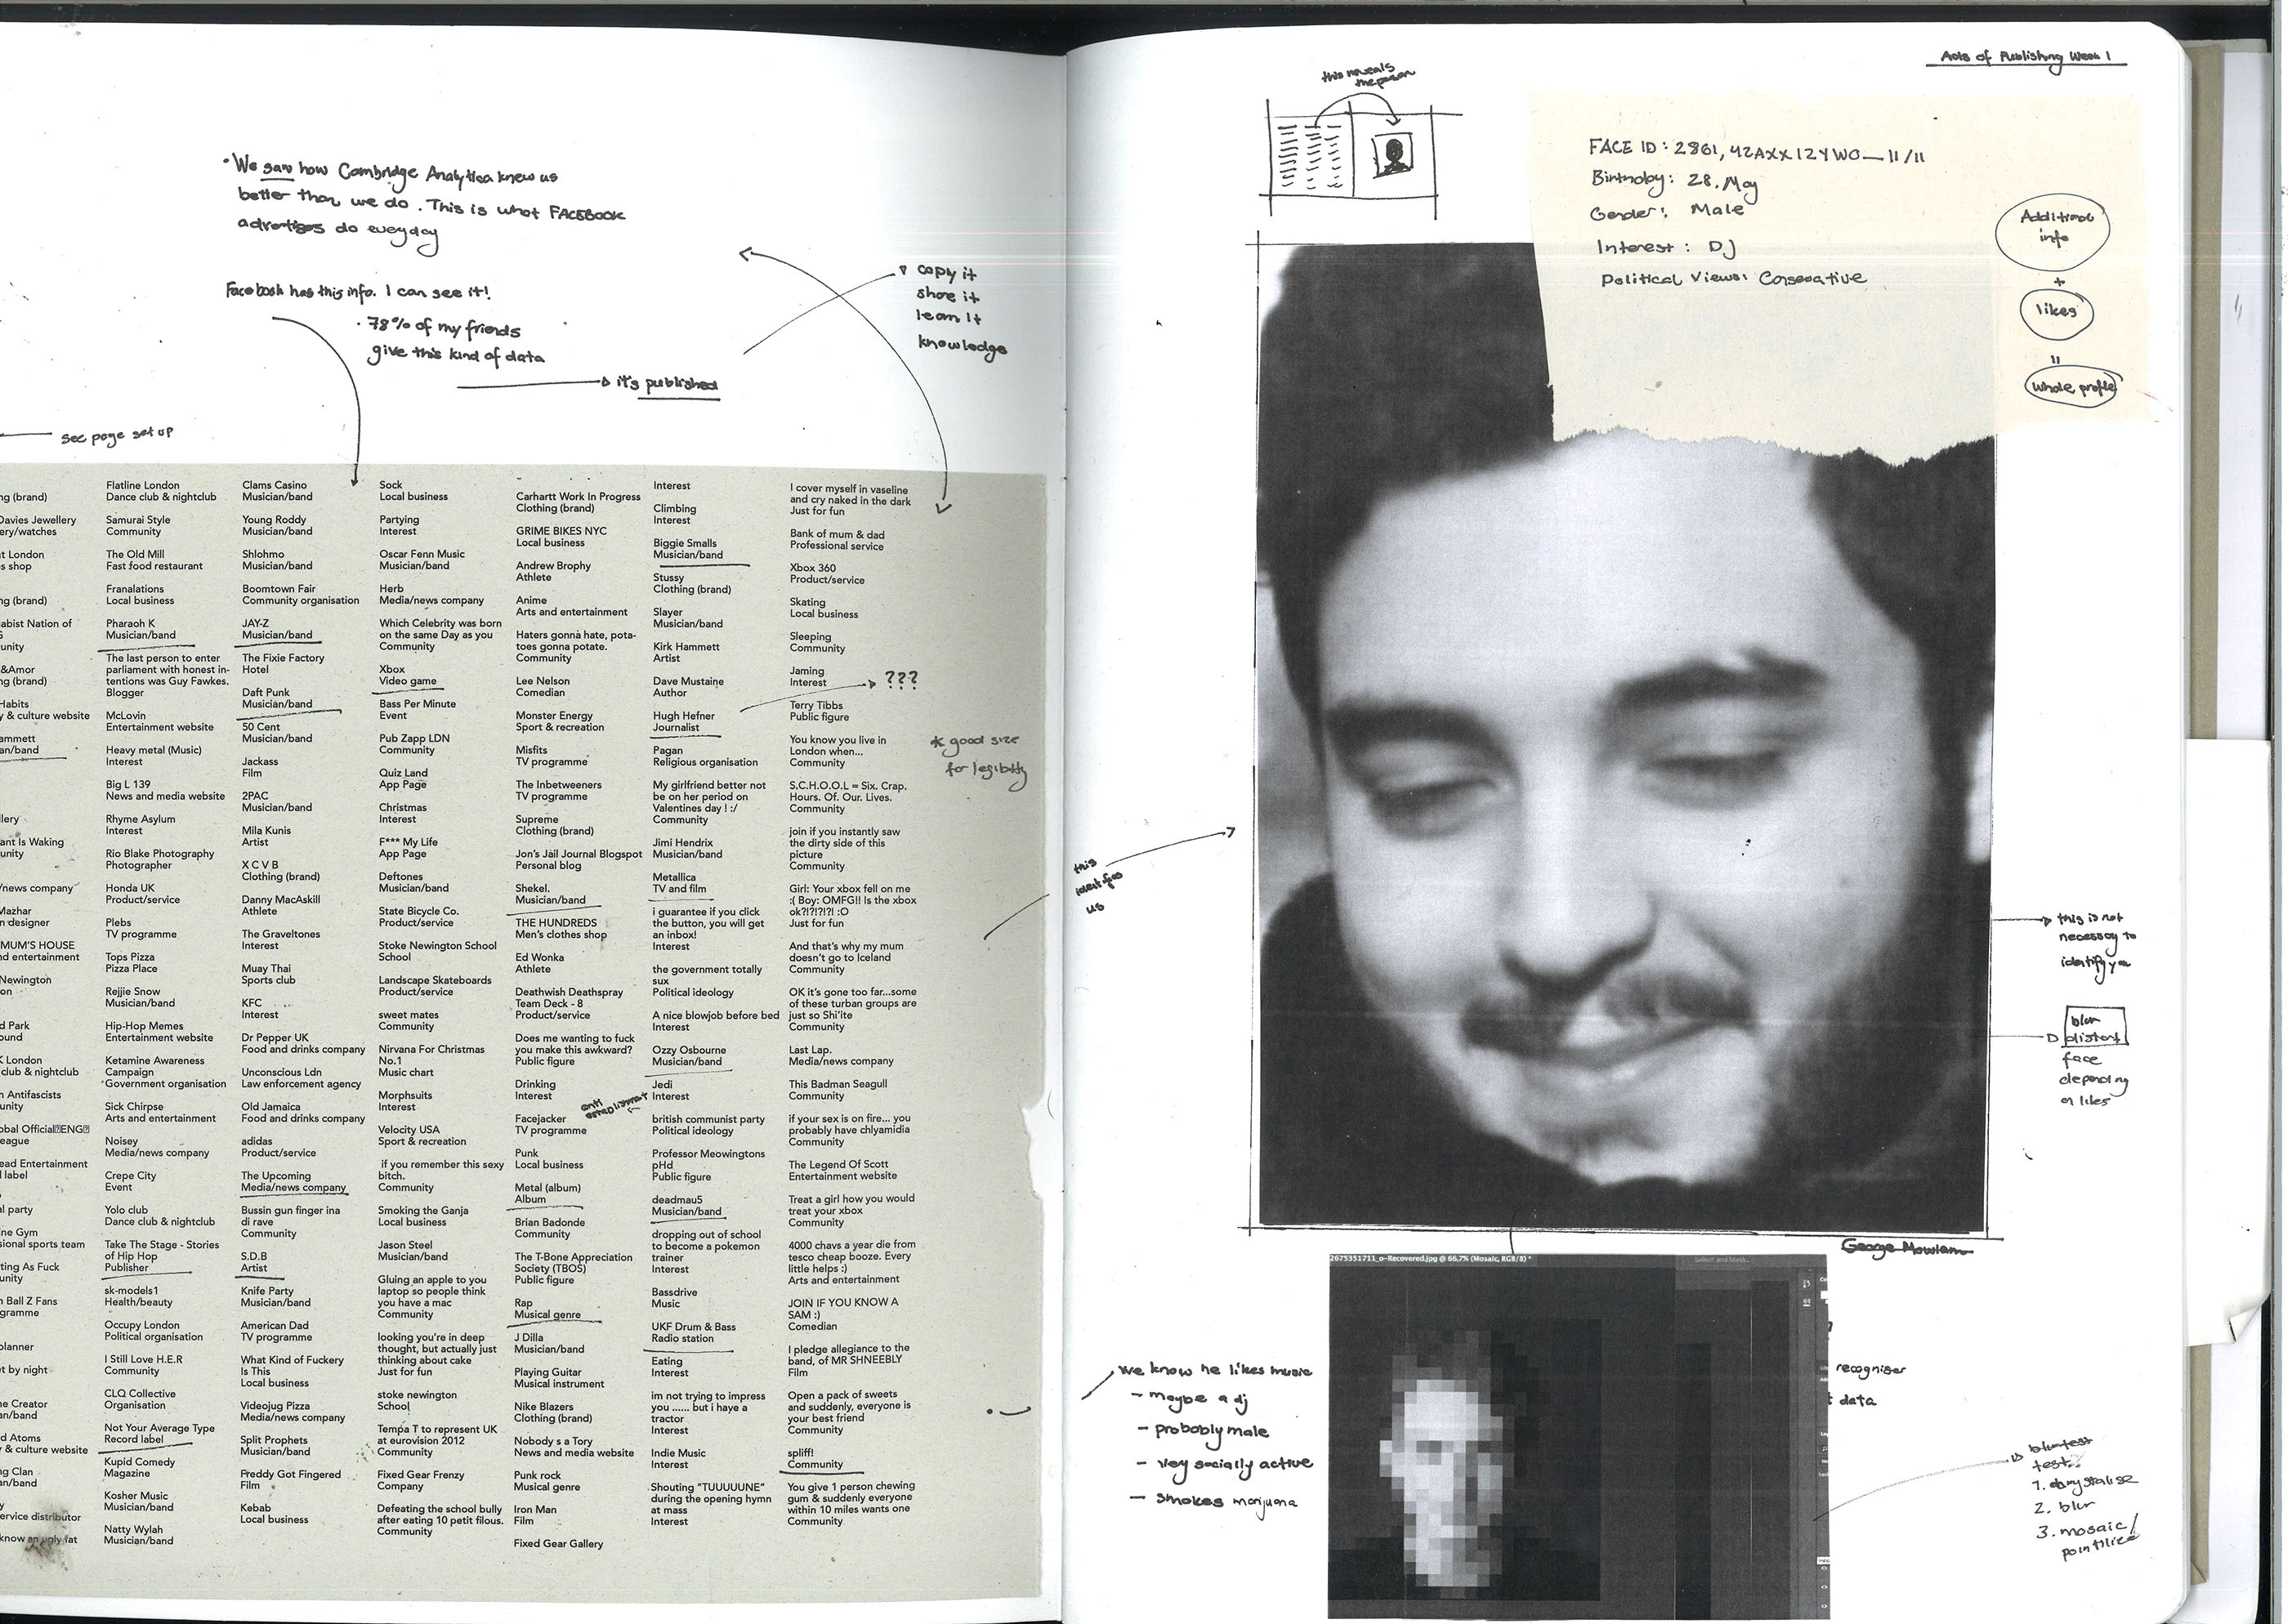 • We saw how Cambridge Analytica knew us
better than we do. This is what FACEBOOK
advertises do everyday
Facebook has this info. I can see it!
• 78% of my friends
give this kind of data
it's published
copy it
share it
learn it
knowledge
see page set up
ng (brand)
Davies Jewellery
ery/watches
t London
s shop
ng (brand)
abist Nation of
unity
&Amor
ng (brand)
Habits
y & culture website
ammett
an/band
llery
ant Is Waking
unity
/news company
Mazhar
n designer
MUM'S HOUSE
nd entertainment
Newington
on
d Park
ound
K London
club & nightclub
n Antifascists
unity
obal Official ENG
eague
ead Entertainment
l label
al party
ine Gym
sional sports team
ting As Fuck
unity
n Ball Z Fans
gramme
planner
et by night
ne Creator
an/band
d Atoms
y & culture website
ng Clan
an/band
y
ervice distributor
know an ugly fat
Flatline London
Dance club & nightclub
Samurai Style
Community
The Old Mill
Fast food restaurant
Franalations
Local business
Pharaoh K
Musician/band
The last person to enter
parliament with honest in-
tentions was Guy Fawkes.
Blogger
McLovin
Entertainment website
Heavy metal (Music)
Interest
Big L 139
News and media website
Rhyme Asylum
Interest
Rio Blake Photography
Photographer
Honda UK
Product/service
Plebs
TV programme
Tops Pizza
Pizza Place
Rejjie Snow
Musician/band
Hip-Hop Memes
Entertainment website
Ketamine Awareness
Campaign
Government organisation
Sick Chirpse
Arts and entertainment
Noisey
Media/news company
Crepe City
Event
Yolo club
Dance club & nightclub
Take The Stage - Stories
of Hip Hop
Publisher
sk-models1
Health/beauty
Occupy London
Political organisation
I Still Love H.E.R
Community
CLQ Collective
Organisation
Not Your Average Type
Record label
Kupid Comedy
Magazine
Kosher Music
Musician/band
Natty Wylah
Musician/band
Clams Casino
Musician/band
Young Roddy
Musician/band
Shlohmo
Musician/band
Boomtown Fair
Community organisation
JAY-Z
Musician/band
The Fixie Factory
Hotel
Daft Punk
Musician/band
50 Cent
Musician/band
Jackass
Film
2PAC
Musician/band
Mila Kunis
Artist
X C V B
Clothing (brand)
Danny MacAskill
Athlete
The Graveltones
Interest
Muay Thai
Sports club
KFC
Interest
Dr Pepper UK
Food and drinks company
Unconscious Ldn
Law enforcement agency
Old Jamaica
Food and drinks company
adidas
Product/service
The Upcoming
Media/news company
Bussin gun finger ina
di rave
Community
S.D.B
Artist
Knife Party
Musician/band
American Dad
TV programme
What Kind of Fuckery
Is This
Local business
Videojug Pizza
Media/news company
Split Prophets
Musician/band
Freddy Got Fingered
Film
Kebab
Local business
Sock
Local business
Partying
Interest
Oscar Fenn Music
Musician/band
Herb
Media/news company
Which Celebrity was born
on the same Day as you
Community
Xbox
Video game
Bass Per Minute
Event
Pub Zapp LDN
Community
Quiz Land
App Page
Christmas
Interest
F*** My Life
App Page
Deftones
Musician/band
State Bicycle Co.
Product/service
Stoke Newington School
School
Landscape Skateboards
Product/service
sweet mates
Community
Nirvana For Christmas
No.1
Music chart
Morphsuits
Interest
Velocity USA
Sport & recreation
if you remember this sexy
bitch.
Community
Smoking the Ganja
Local business
Jason Steel
Musician/band
Gluing an apple to you
laptop so people think
you have a mac
Community
looking you're in deep
thought, but actually just
thinking about cake
Just for fun
stoke newington
School
Tempa T to represent UK
at eurovision 2012
Community
Fixed Gear Frenzy
Company
Defeating the school bully
after eating 10 petit filous.
Community
Carhartt Work In Progress
Clothing (brand)
GRIME BIKES NYC
Local business
Andrew Brophy
Athlete
Anime
Arts and entertainment
Haters gonna hate, pota-
toes gonna potate.
Community
Lee Nelson
Comedian
Monster Energy
Sport & recreation
Misfits
TV programme
The Inbetweeners
TV programme
Supreme
Clothing (brand)
Jon's Jail Journal Blogspot
Personal blog
Shekel.
Musician/band
THE HUNDREDS
Men's clothes shop
Ed Wonka
Athlete
Deathwish Deathspray
Team Deck - 8
Product/service
Does me wanting to fuck
you make this awkward?
Public figure
Drinking
Interest
Facejacker
TV programme
Punk
Local business
Metal (album)
Album
Brian Badonde
Community
The T-Bone Appreciation
Society (TBOS)
Public figure
Rap
Musical genre
J Dilla
Musician/band
Playing Guitar
Musical instrument
Nike Blazers
Clothing (brand)
Nobody s a Tory
News and media website
Punk rock
Musical genre
Iron Man
Film
Fixed Gear Gallery
anti
establishment
Interest
Climbing
Interest
Biggie Smalls
Musician/band
Stussy
Clothing (brand)
Slayer
Musician/band
Kirk Hammett
Artist
Dave Mustaine
Author
Hugh Hefner
Journalist
Pagan
Religious organisation
My girlfriend better not
be on her period on
Valentines day ! :/
Community
Jimi Hendrix
Musician/band
Metallica
TV and film
i guarantee if you click
the button, you will get
an inbox!
Interest
the government totally
sux
Political ideology
A nice blowjob before bed
Interest
Ozzy Osbourne
Musician/band
Jedi
Interest
british communist party
Political ideology
Professor Meowingtons
pHd
Public figure
deadmau5
Musician/band
dropping out of school
to become a pokemon
trainer
Interest
Bassdrive
Music
UKF Drum & Bass
Radio station
Eating
Interest
im not trying to impress
you ...... but i have a
tractor
Interest
Indie Music
Interest
Shouting "TUUUUUNE"
during the opening hymn
at mass
Interest
I cover myself in vaseline
and cry naked in the dark
Just for fun
Bank of mum & dad
Professional service
Xbox 360
Product/service
Skating
Local business
Sleeping
Community
Jaming
Interest
???
Terry Tibbs
Public figure
You know you live in
London when...
Community
S.C.H.O.O.L = Six. Crap.
Hours. Of. Our. Lives.
Community
join if you instantly saw
the dirty side of this
picture
Community
Girl: Your xbox fell on me
:( Boy: OMFG!! Is the xbox
ok?!?!?!?! :O
Just for fun
And that's why my mum
doesn't go to Iceland
Community
OK it's gone too far...some
of these turban groups are
just so Shi'ite
Community
Last Lap.
Media/news company
This Badman Seagull
Community
if your sex is on fire... you
probably have chlyamidia
Community
The Legend Of Scott
Entertainment website
Treat a girl how you would
treat your xbox
Community
4000 chavs a year die from
tesco cheap booze. Every
little helps :)
Arts and entertainment
JOIN IF YOU KNOW A
SAM :)
Comedian
I pledge allegiance to the
band, of MR SHNEEBLY
Film
Open a pack of sweets
and suddenly, everyone is
your best friend
Community
spliff!
Community
You give 1 person chewing
gum & suddenly everyone
within 10 miles wants one
Community
* good size
for legibility
this
identifies
us
Acts of Publishing Week 1
this reveals
the person
FACE ID: 2861, 42AXX12YWO_11/11
Birthday: 28. May
Gender: Male
Interest: DJ
Political Views: Conservative
Additional
info
+
likes
=
whole profile
this is not
necessary to
identify you
blur
distort
face
depending
on likes
George Mowlam
2675351711_o-Recovered.jpg @ 66.7% (Mosaic, RGB/8) *
Select and Mask...
we know he likes music
- maybe a dj
- probably male
- very socially active
- smokes marijuana
recogniser
data
blur test
test
1. chrystalise
2. blur
3. mosaic/
pointilize